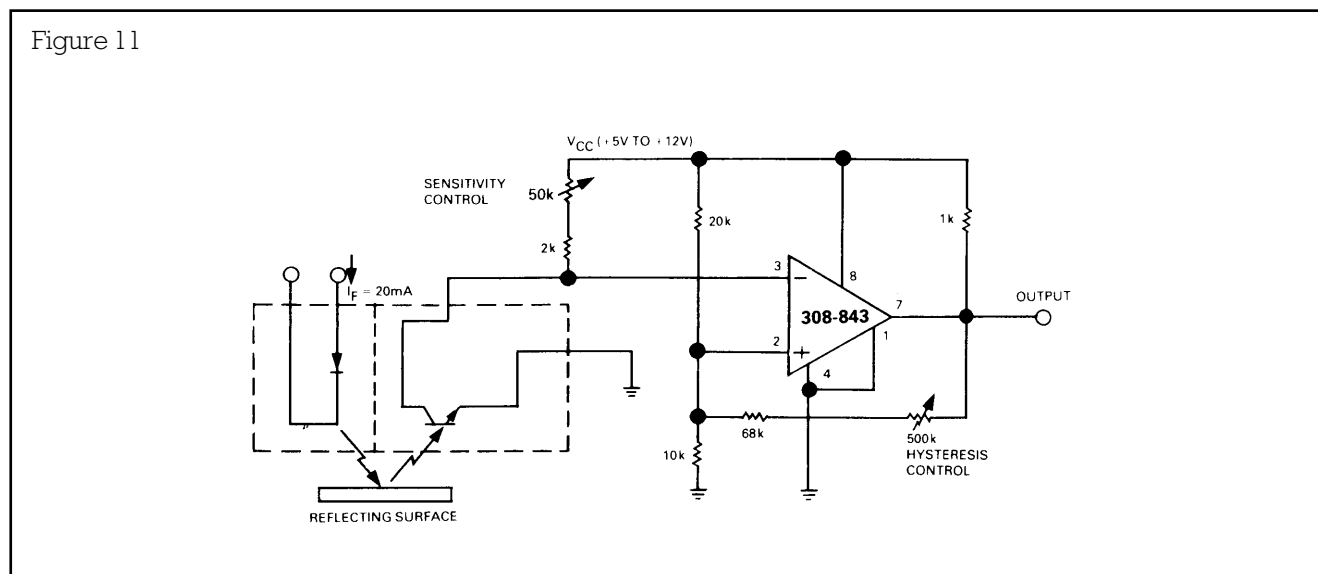 Figure 11
VCC (+5V TO +12V)
SENSITIVITY
CONTROL
50k
2k
20k
1k
IF = 20mA
3
−
8
308-843
7
OUTPUT
1
2
+
4
68k
500k
HYSTERESIS
CONTROL
10k
REFLECTING SURFACE